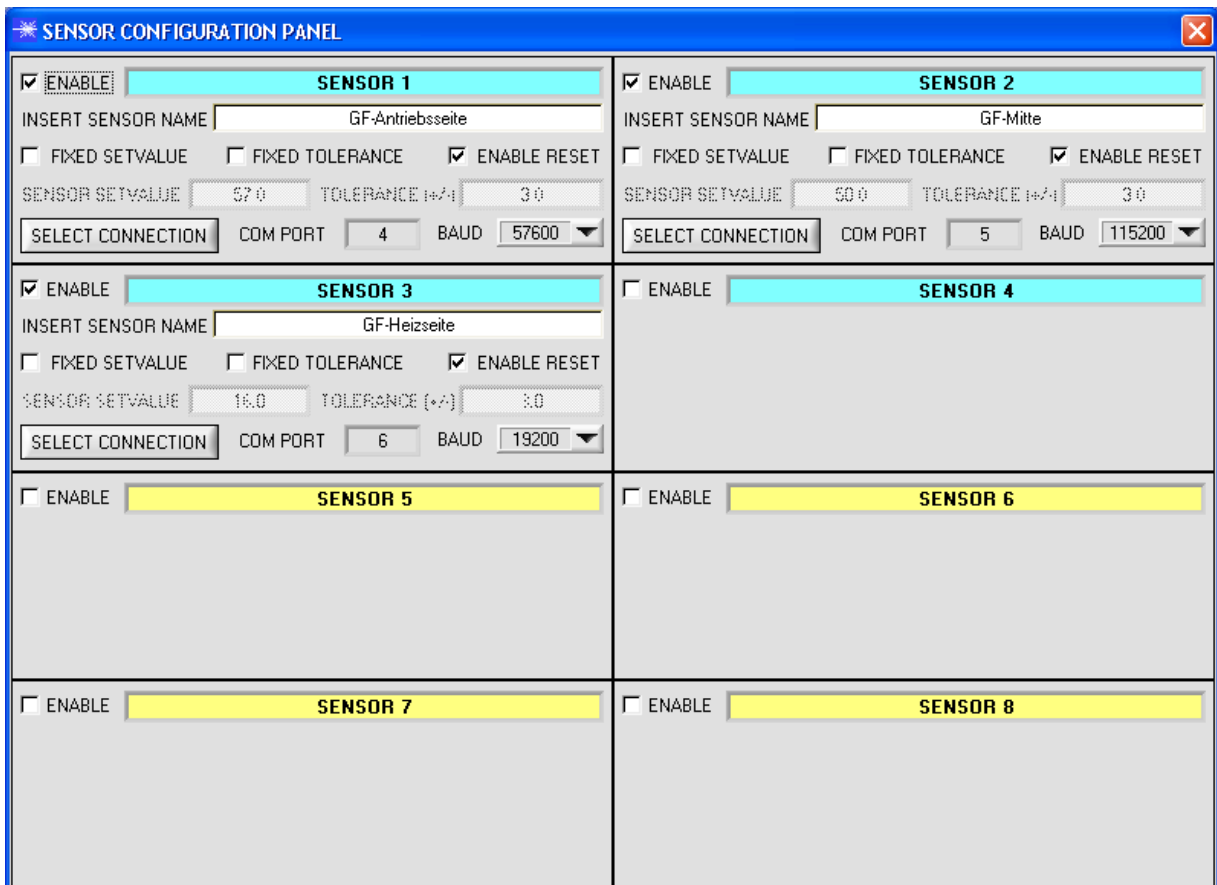 SENSOR CONFIGURATION PANEL
ENABLE SENSOR 1
INSERT SENSOR NAME GF-Antriebsseite
FIXED SETVALUE FIXED TOLERANCE ENABLE RESET
SENSOR SETVALUE 57.0 TOLERANCE (+/-) 3.0
SELECT CONNECTION COM PORT 4 BAUD 57600
ENABLE SENSOR 2
INSERT SENSOR NAME GF-Mitte
FIXED SETVALUE FIXED TOLERANCE ENABLE RESET
SENSOR SETVALUE 50.0 TOLERANCE (+/-) 3.0
SELECT CONNECTION COM PORT 5 BAUD 115200
ENABLE SENSOR 3
INSERT SENSOR NAME GF-Heizseite
FIXED SETVALUE FIXED TOLERANCE ENABLE RESET
SENSOR SETVALUE 16.0 TOLERANCE (+/-) 3.0
SELECT CONNECTION COM PORT 6 BAUD 19200
ENABLE SENSOR 4
ENABLE SENSOR 5
ENABLE SENSOR 6
ENABLE SENSOR 7
ENABLE SENSOR 8